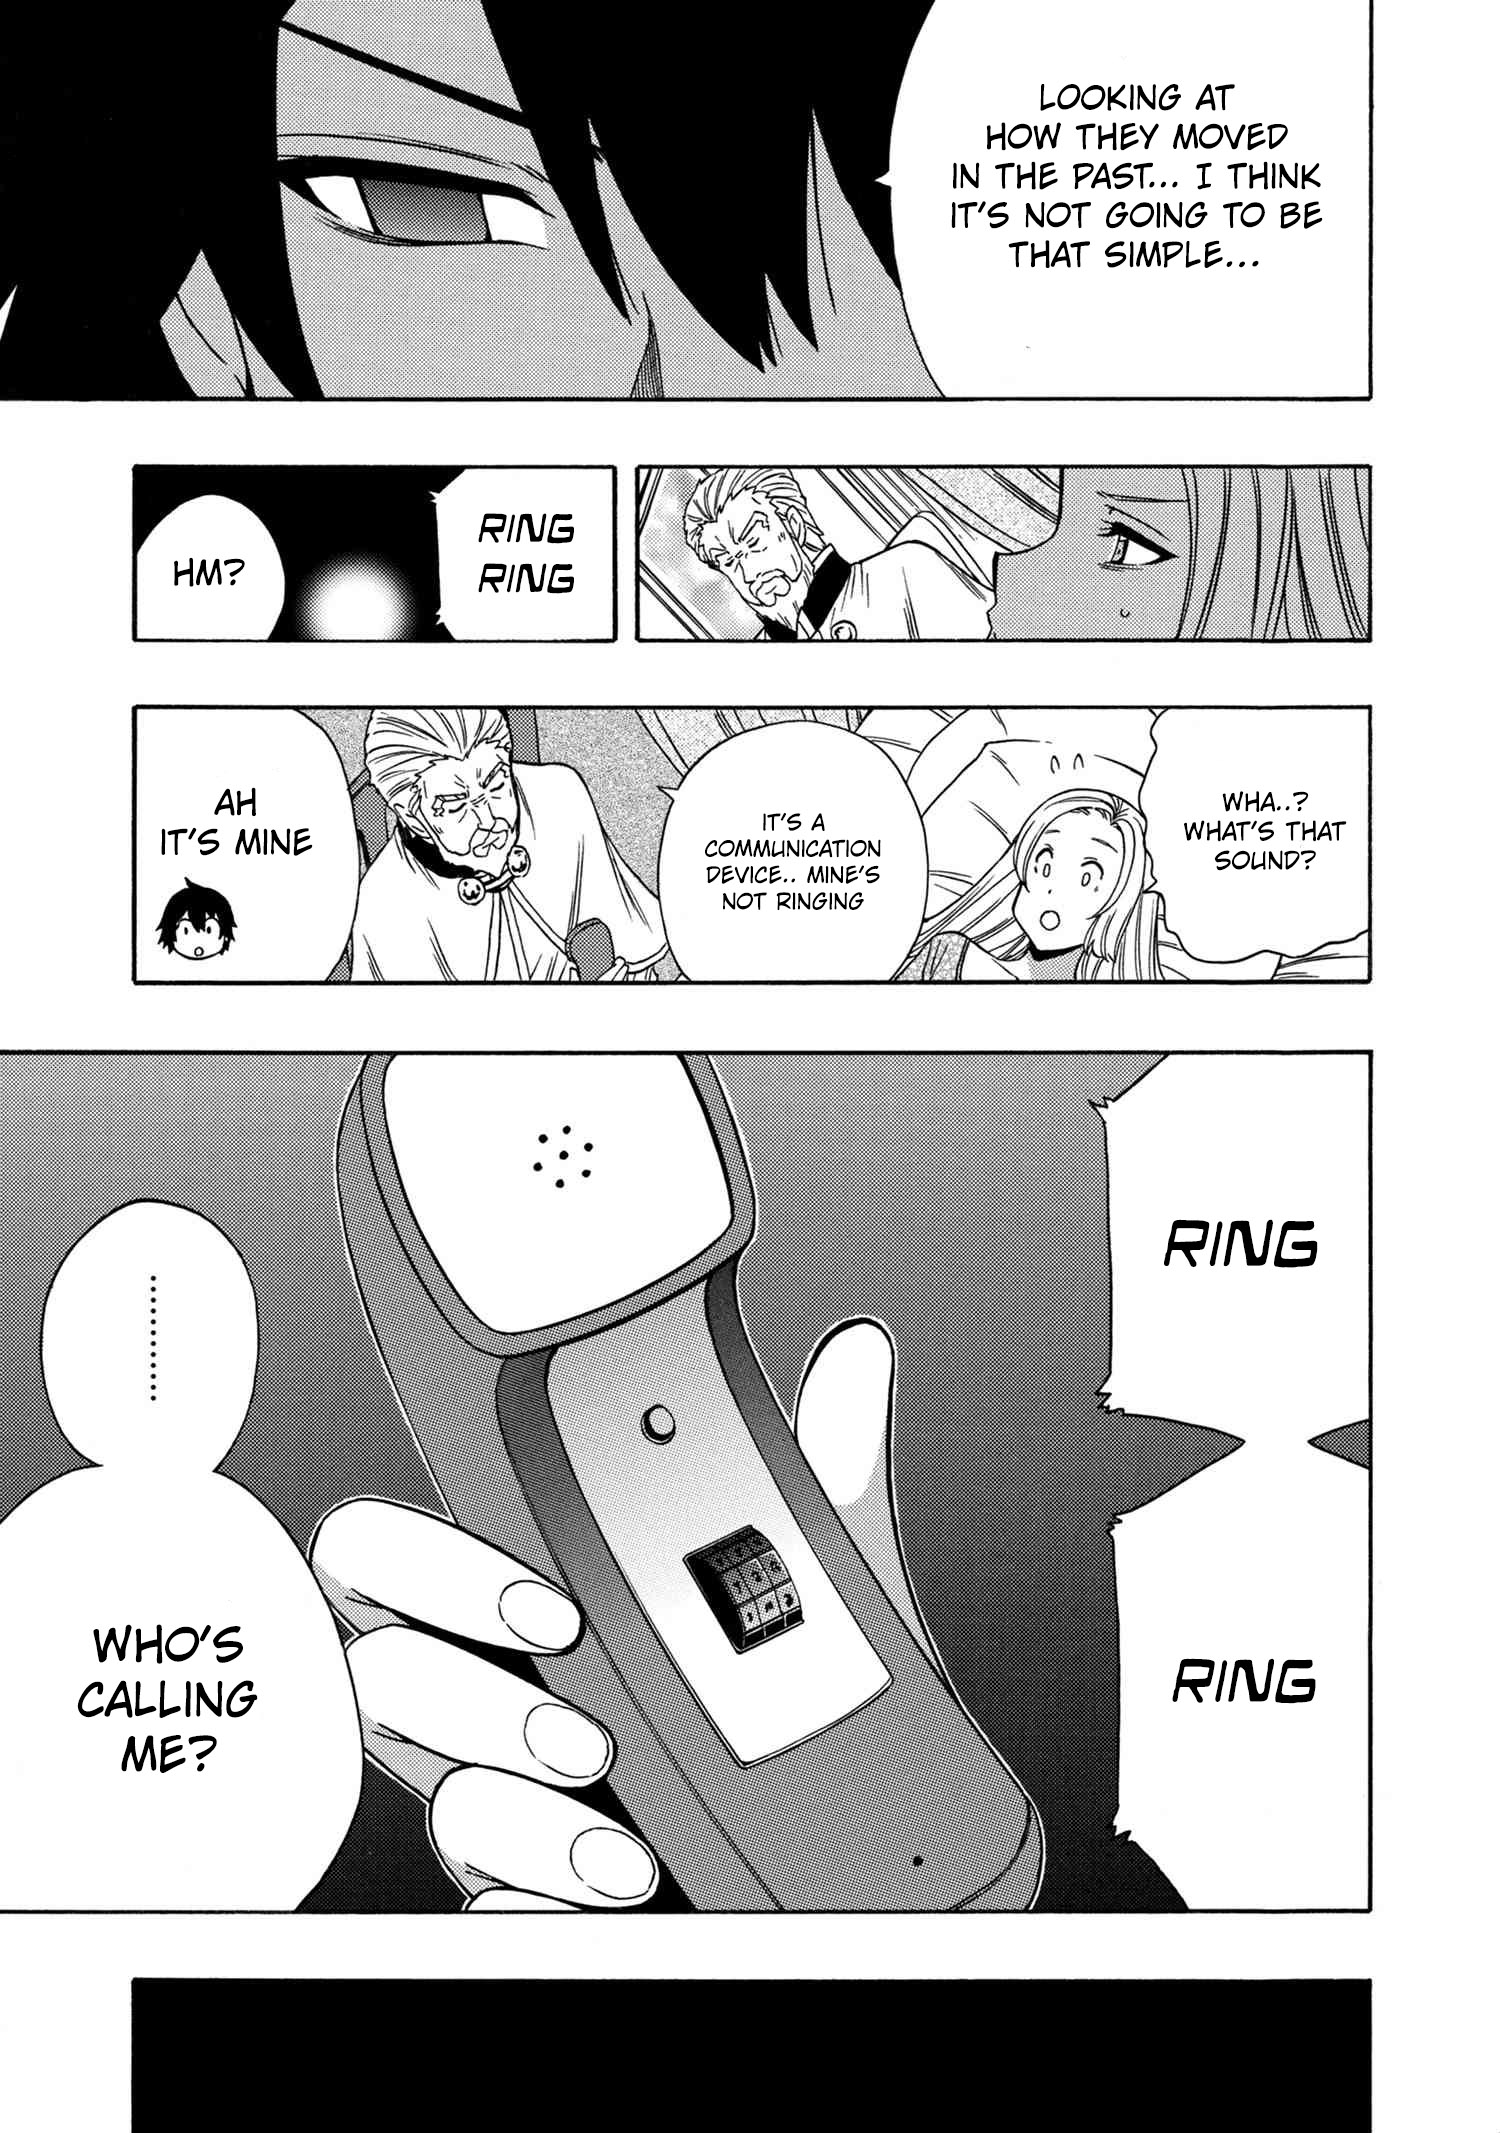 LOOKING AT
HOW THEY MOVED
IN THE PAST... I THINK
IT'S NOT GOING TO BE
THAT SIMPLE...
RING
RING
HM?
WHA..?
WHAT'S THAT
SOUND?
IT'S A
COMMUNICATION
DEVICE.. MINE'S
NOT RINGING
AH
IT'S MINE
RING
RING
.........
WHO'S
CALLING
ME?